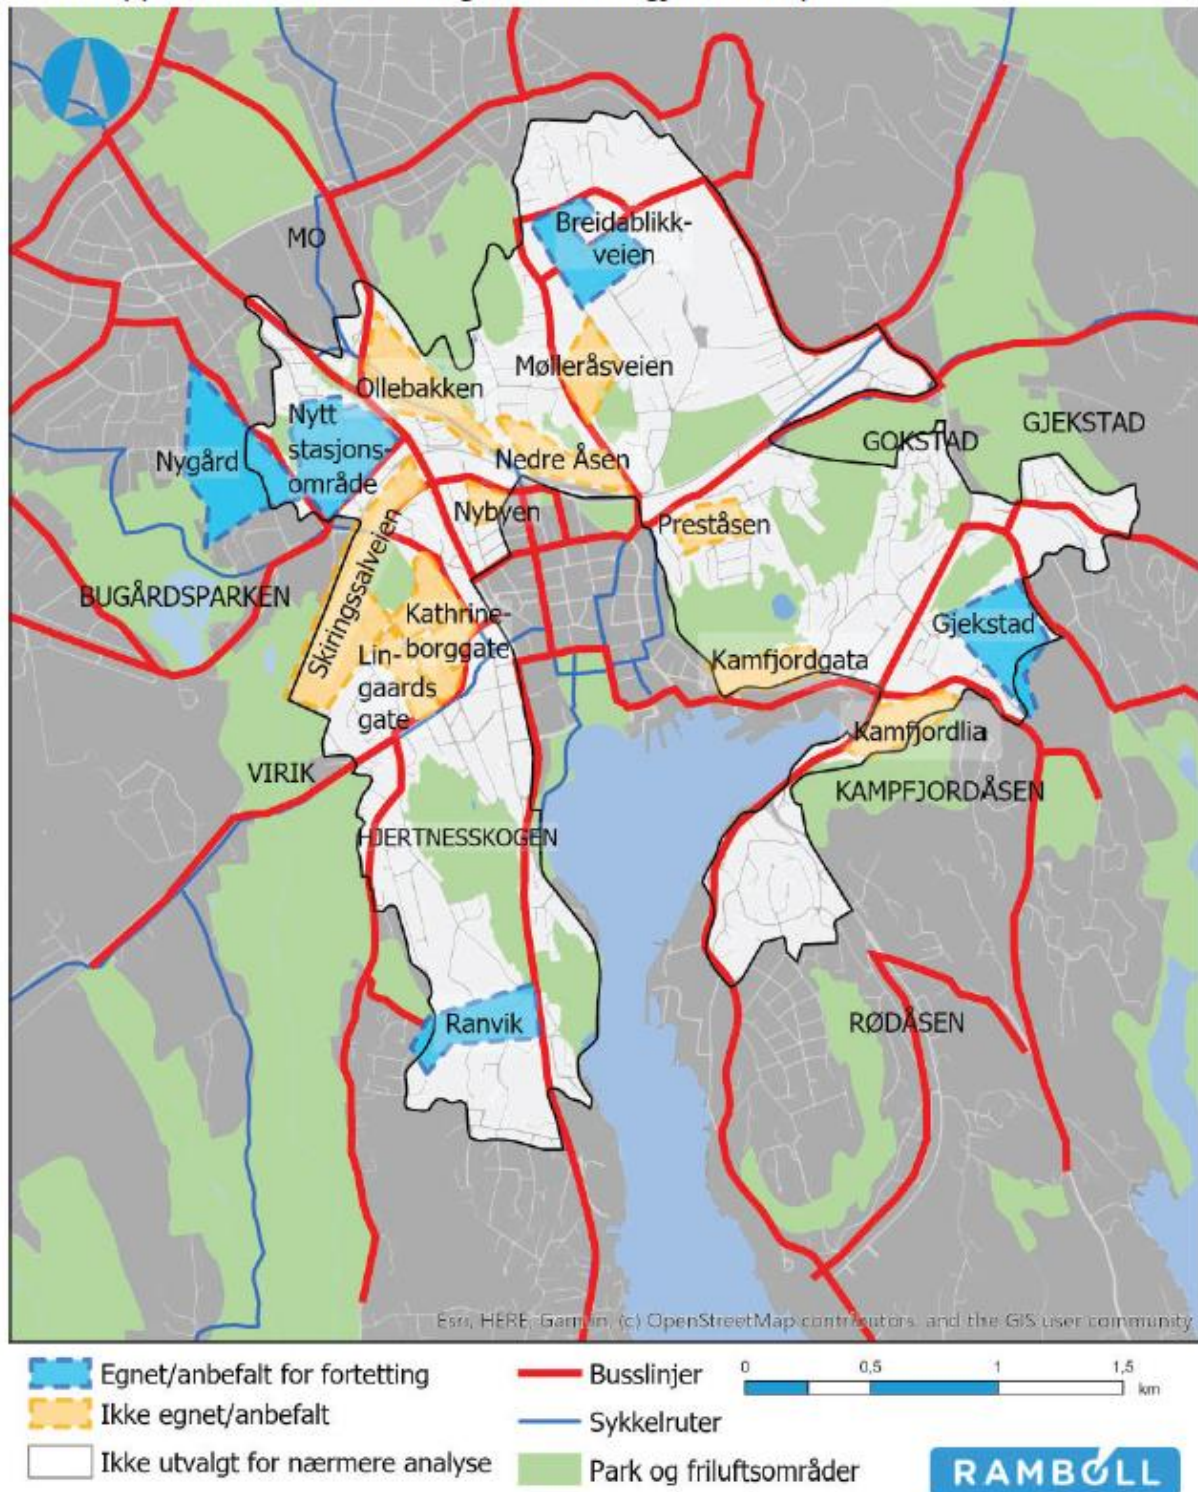 MO
Breidablikk-
veien
Ollebakken
Mølleråsveien
Nytt
stasjons-
område
Nygård
Nedre Åsen
GOKSTAD
GJEKSTAD
Nybyen
Preståsen
BUGÅRDSPARKEN
Skiringssalveien
Kathrine-
borggate
Lin-
gaards
gate
Gjekstad
Kamfjordgata
Kamfjordlia
VIRIK
KAMPFJORDÅSEN
HJERTNESSKOGEN
Ranvik
RØDÅSEN
Esri, HERE, Garmin, (c) OpenStreetMap contributors, and the GIS user community
Egnet/anbefalt for fortetting
Ikke egnet/anbefalt
Ikke utvalgt for nærmere analyse
Busslinjer
Sykkelruter
Park og friluftsområder
0 0,5 1 1,5
km
RAMBOLL